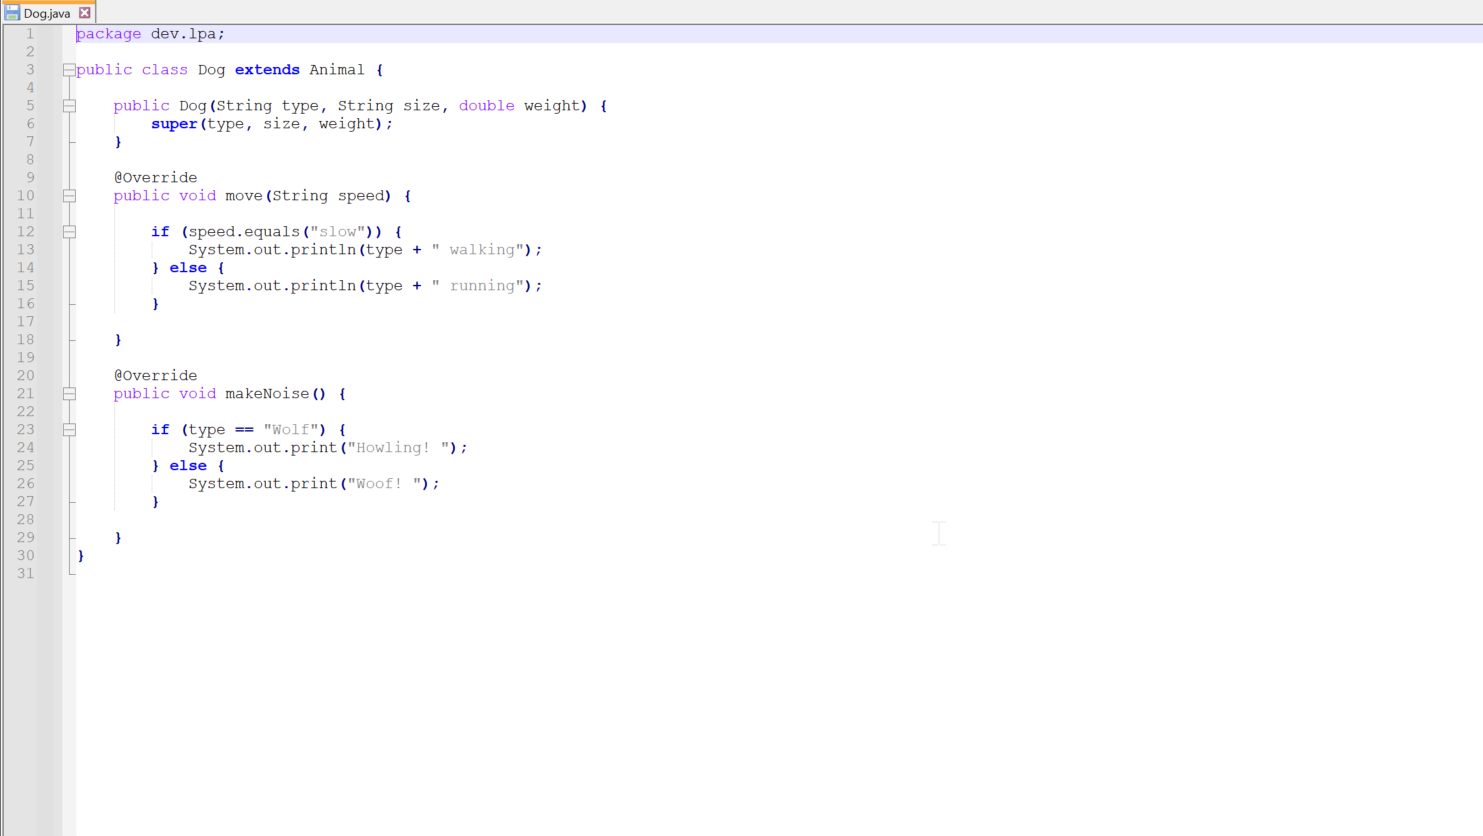 Dog.java
1 package dev.lpa;
2
3 public class Dog extends Animal {
4
5     public Dog(String type, String size, double weight) {
6         super(type, size, weight);
7     }
8
9     @Override
10     public void move(String speed) {
11
12         if (speed.equals("slow")) {
13             System.out.println(type + " walking");
14         } else {
15             System.out.println(type + " running");
16         }
17
18     }
19
20     @Override
21     public void makeNoise() {
22
23         if (type == "Wolf") {
24             System.out.print("Howling! ");
25         } else {
26             System.out.print("Woof! ");
27         }
28
29     }
30 }
31